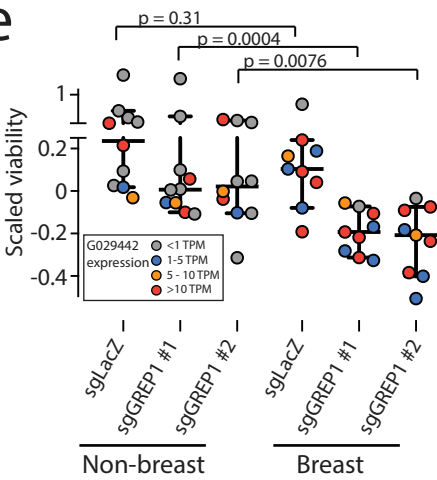 e
p = 0.31
p = 0.0004
p = 0.0076
Scaled viability
1
0.2
0
-0.2
-0.4
G029442
expression
<1 TPM
1-5 TPM
5 - 10 TPM
>10 TPM
sgLacZ
sgGREP1 #1
sgGREP1 #2
sgLacZ
sgGREP1 #1
sgGREP1 #2
Non-breast
Breast